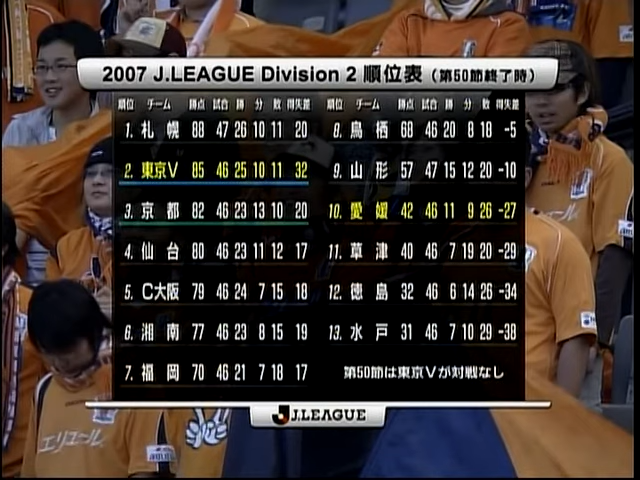 2007 J.LEAGUE Division 2 順位表（第50節終了時）
順位 チーム 勝点 試合 勝 分 敗 得失差
1. 札幌 88 47 26 10 11 20
2. 東京V 85 46 25 10 11 32
3. 京都 82 46 23 13 10 20
4. 仙台 80 46 23 11 12 17
5. C大阪 79 46 24 7 15 18
6. 湘南 77 46 23 8 15 19
7. 福岡 70 46 21 7 18 17
順位 チーム 勝点 試合 勝 分 敗 得失差
8. 鳥栖 68 46 20 8 18 -5
9. 山形 57 47 15 12 20 -10
10. 愛媛 42 46 11 9 26 -27
11. 草津 40 46 7 19 20 -29
12. 徳島 32 46 6 14 26 -34
13. 水戸 31 46 7 10 29 -38
第50節は東京Vが対戦なし
J.LEAGUE
エリエール